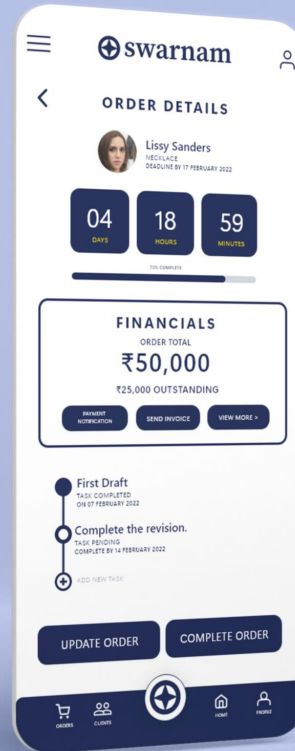 swarnam
ORDER DETAILS
Lissy Sanders
NECKLACE
DEADLINE BY 17 FEBRUARY 2022
04 18 59
DAYS HOURS MINUTES
70% COMPLETE
FINANCIALS
ORDER TOTAL
₹50,000
₹25,000 OUTSTANDING
PAYMENT
NOTIFICATION
SEND INVOICE
VIEW MORE >
First Draft
TASK COMPLETED
ON 07 FEBRUARY 2022
Complete the revision.
TASK PENDING
COMPLETE BY 14 FEBRUARY 2022
ADD NEW TASK
UPDATE ORDER
COMPLETE ORDER
ORDERS
CLIENTS
HOME
PROFILE